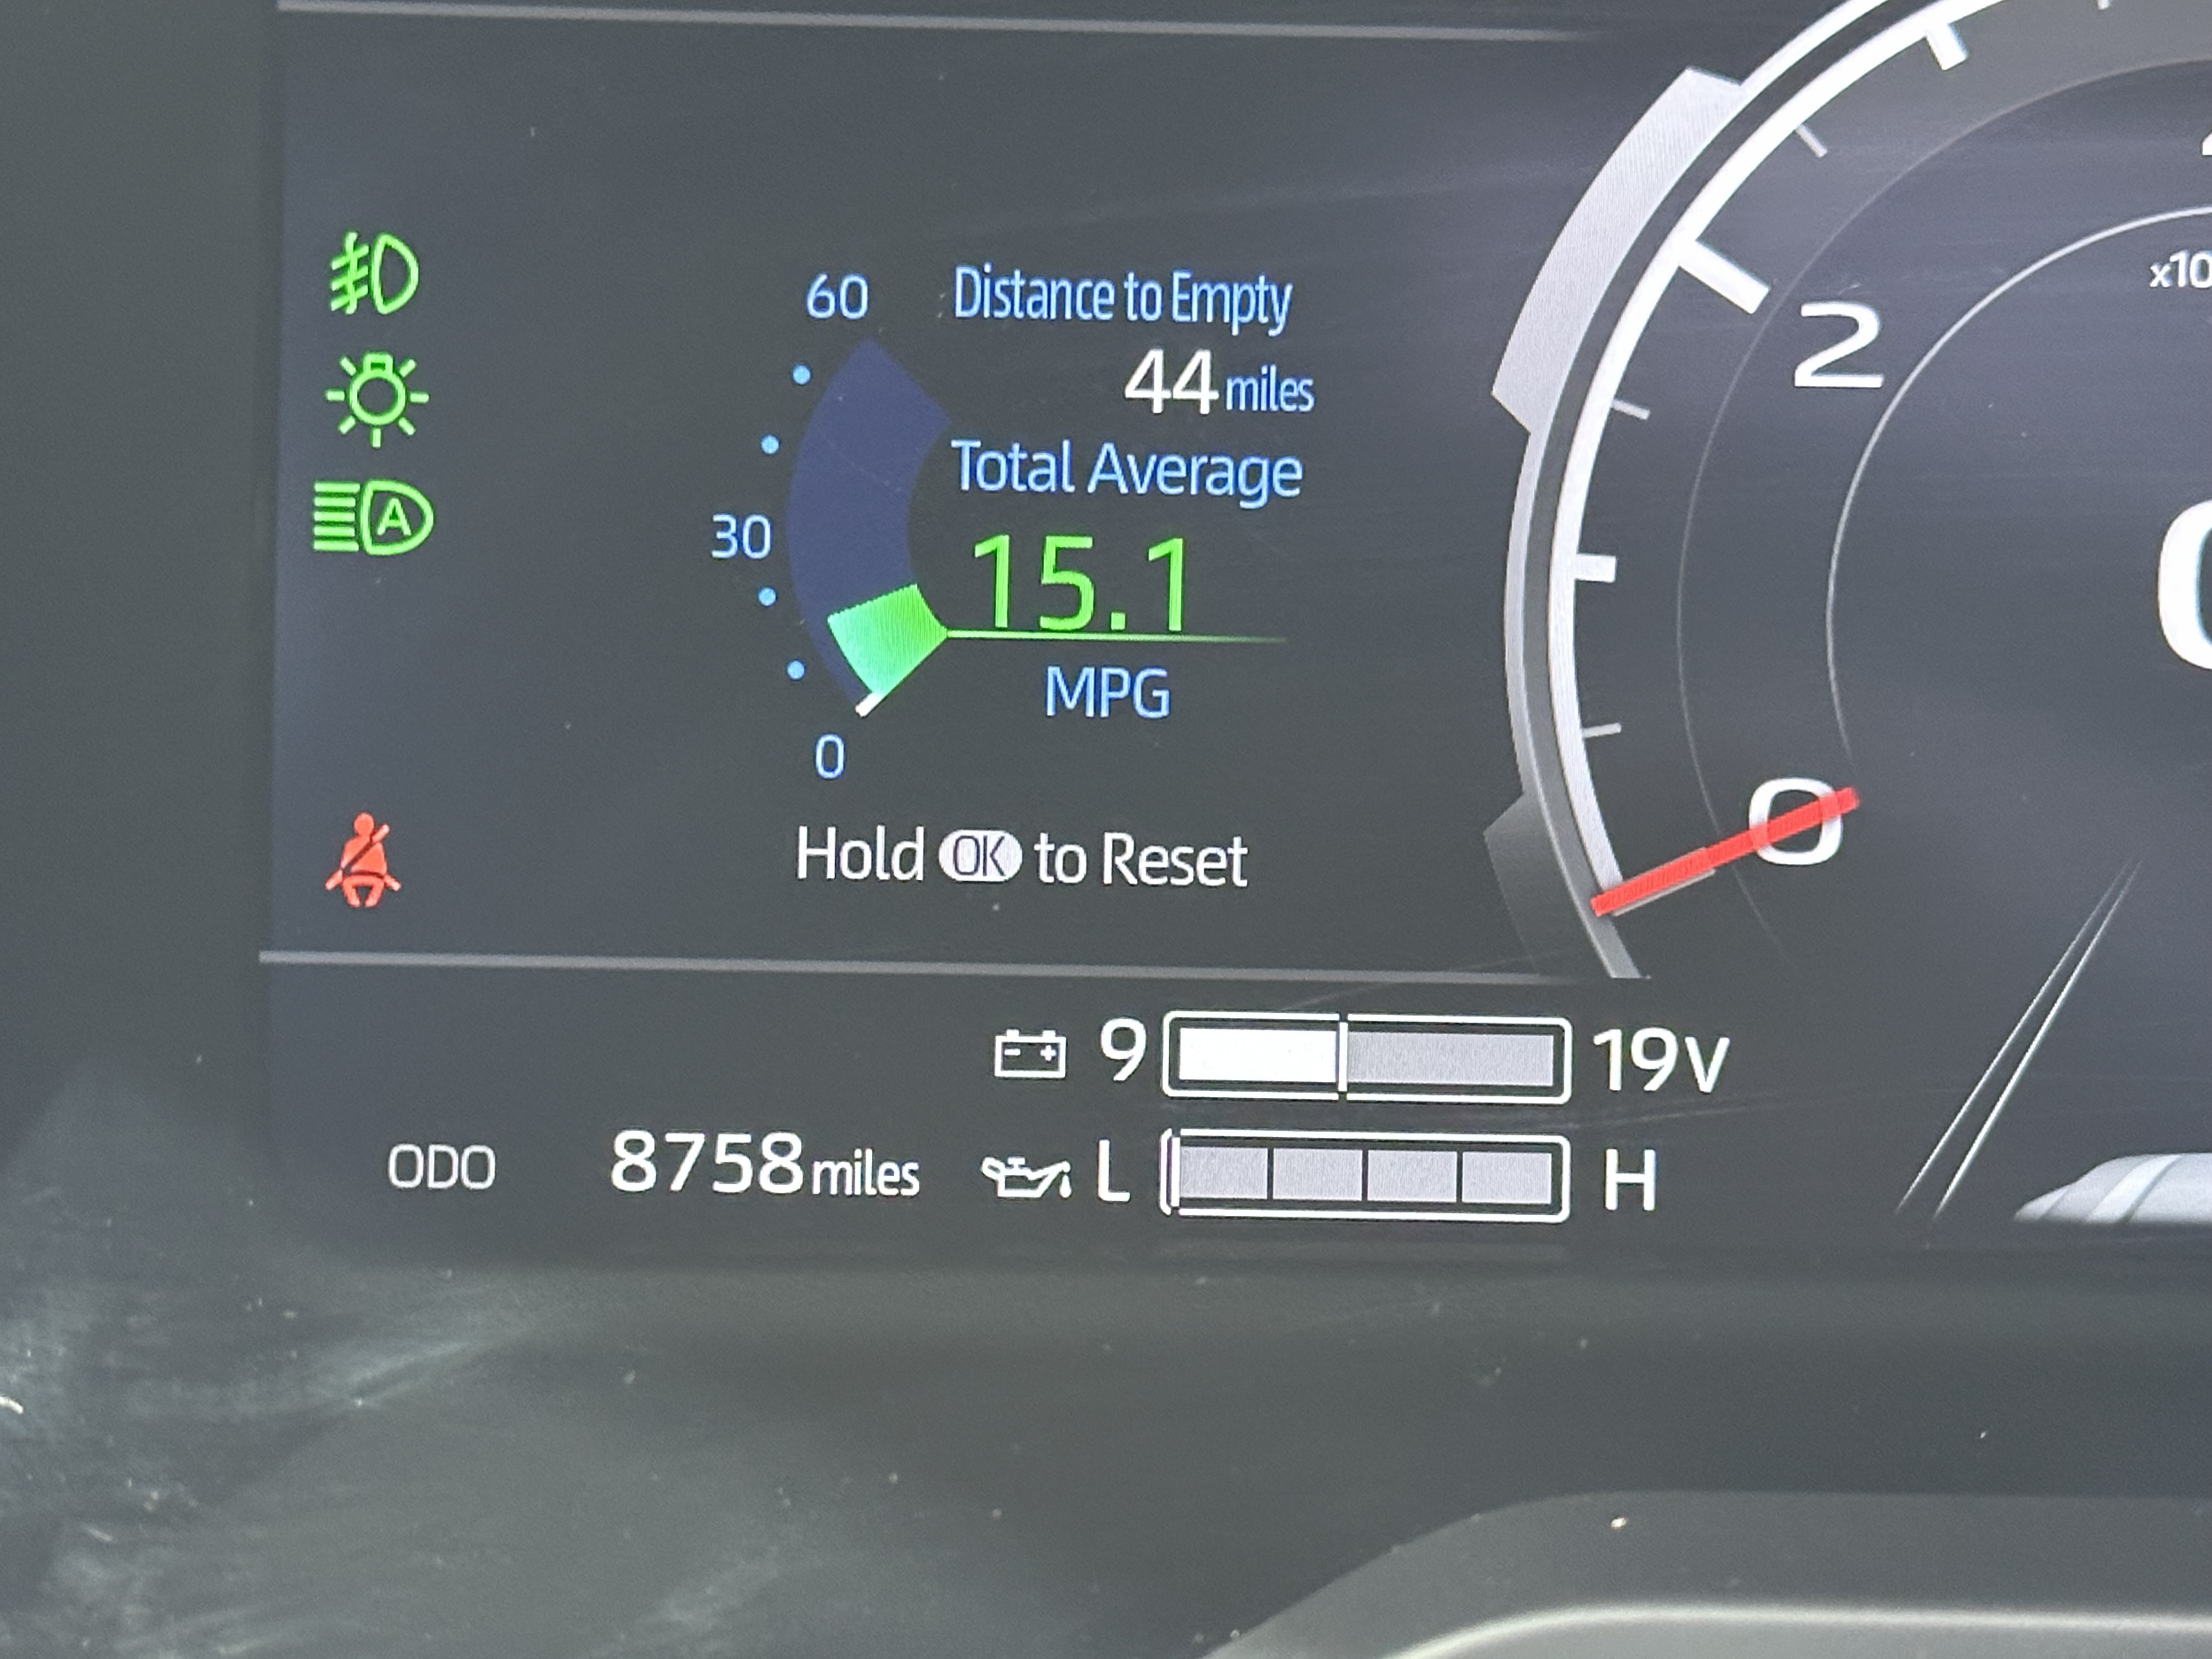 60
Distance to Empty
44 miles
Total Average
30
15.1
MPG
0
Hold OK to Reset
A
2
x10
0
9
19V
ODO 8758 miles
L
H